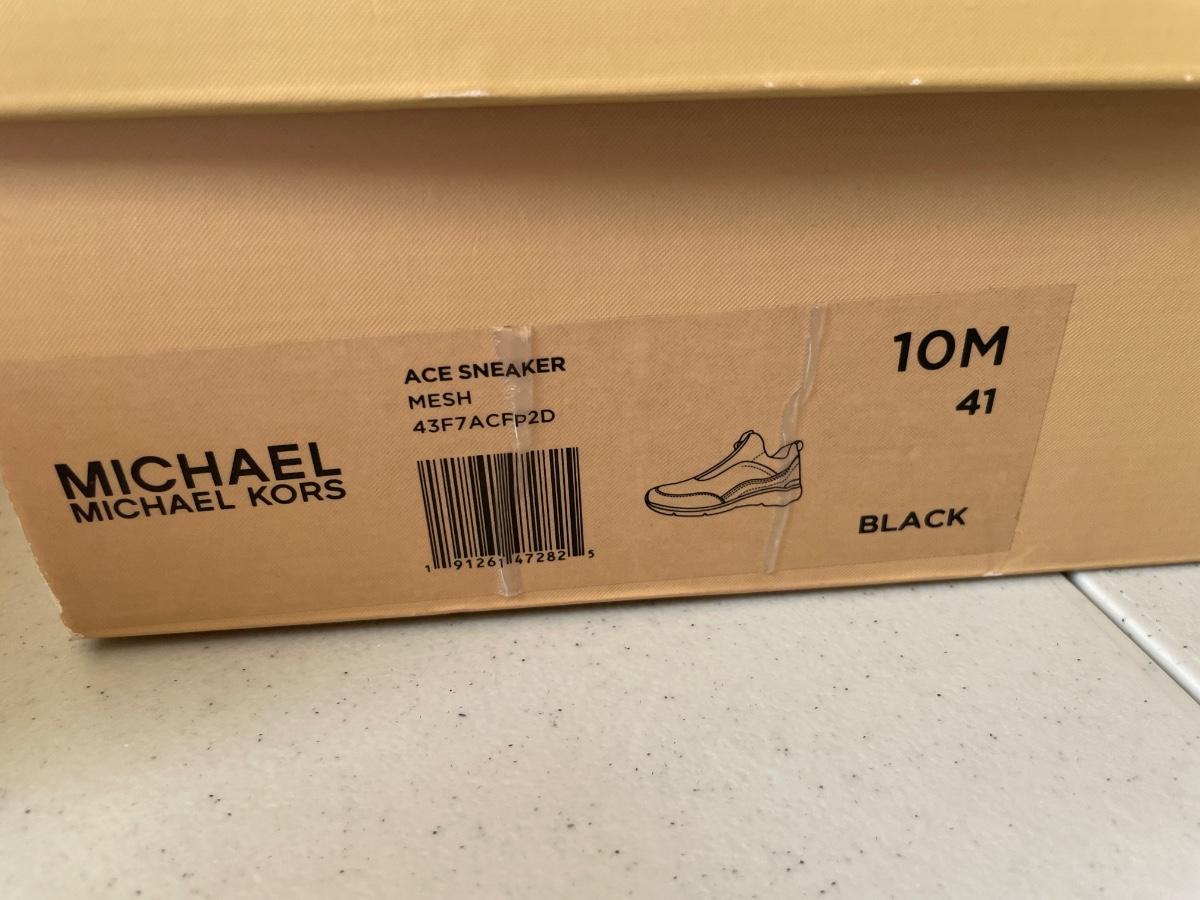 MICHAEL
MICHAEL KORS
ACE SNEAKER
MESH
43F7ACFP2D
1 91261 47282 5
10M
41
BLACK